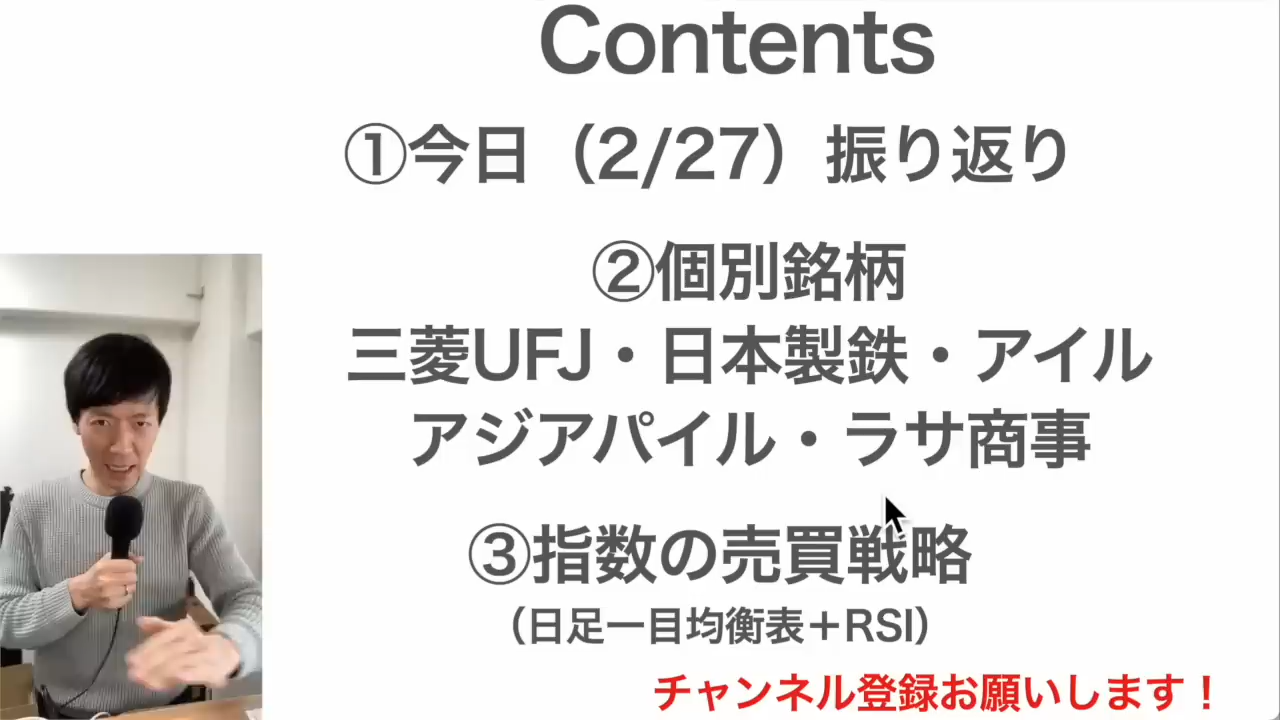 Contents
①今日（2/27）振り返り
②個別銘柄
三菱UFJ・日本製鉄・アイル
アジアパイル・ラサ商事
③指数の売買戦略
（日足一目均衡表＋RSI）
チャンネル登録お願いします！